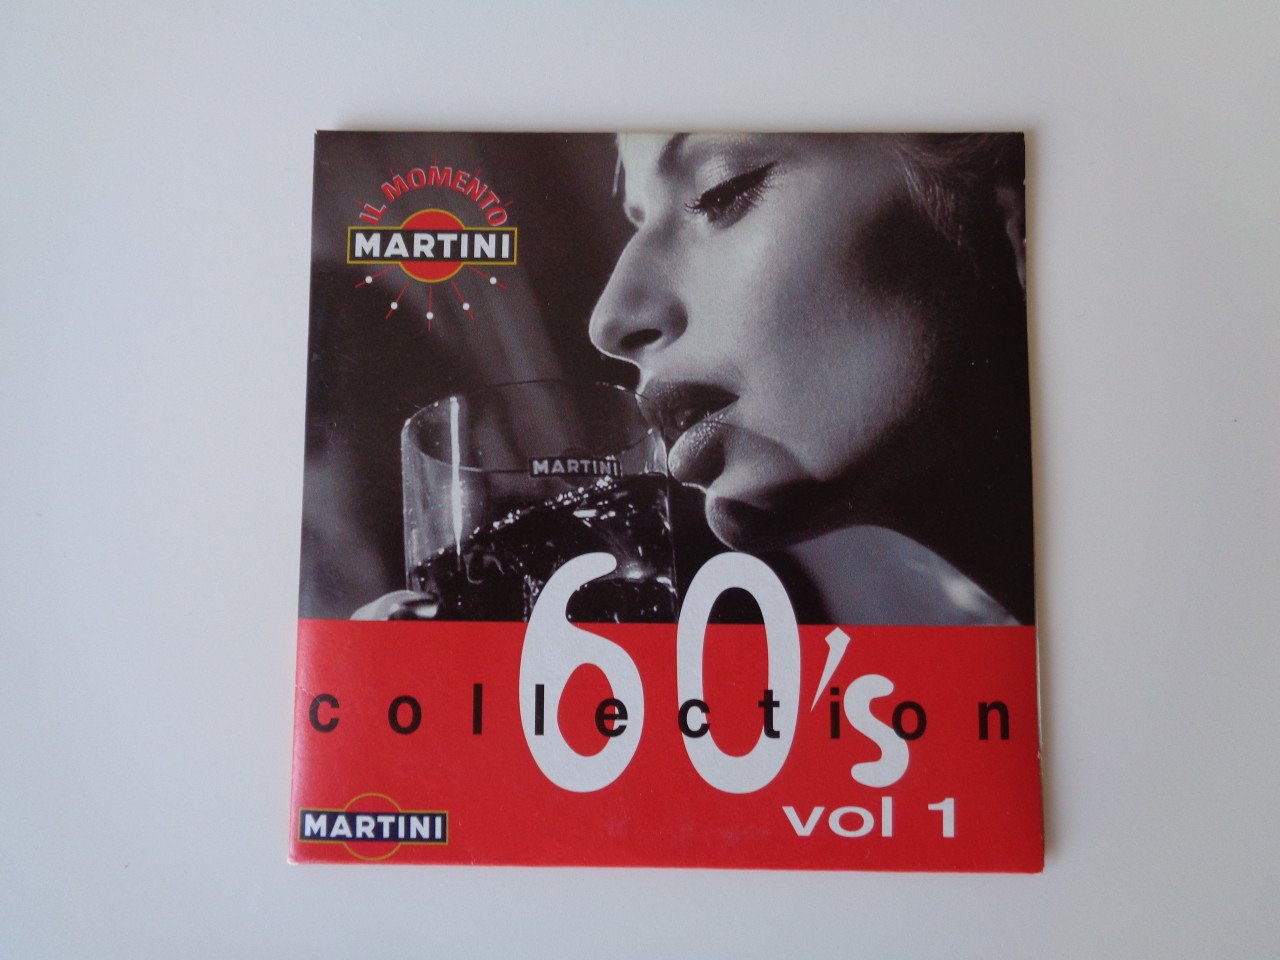 IL MOMENTO
MARTINI
MARTINI
60's
collection
vol 1
MARTINI